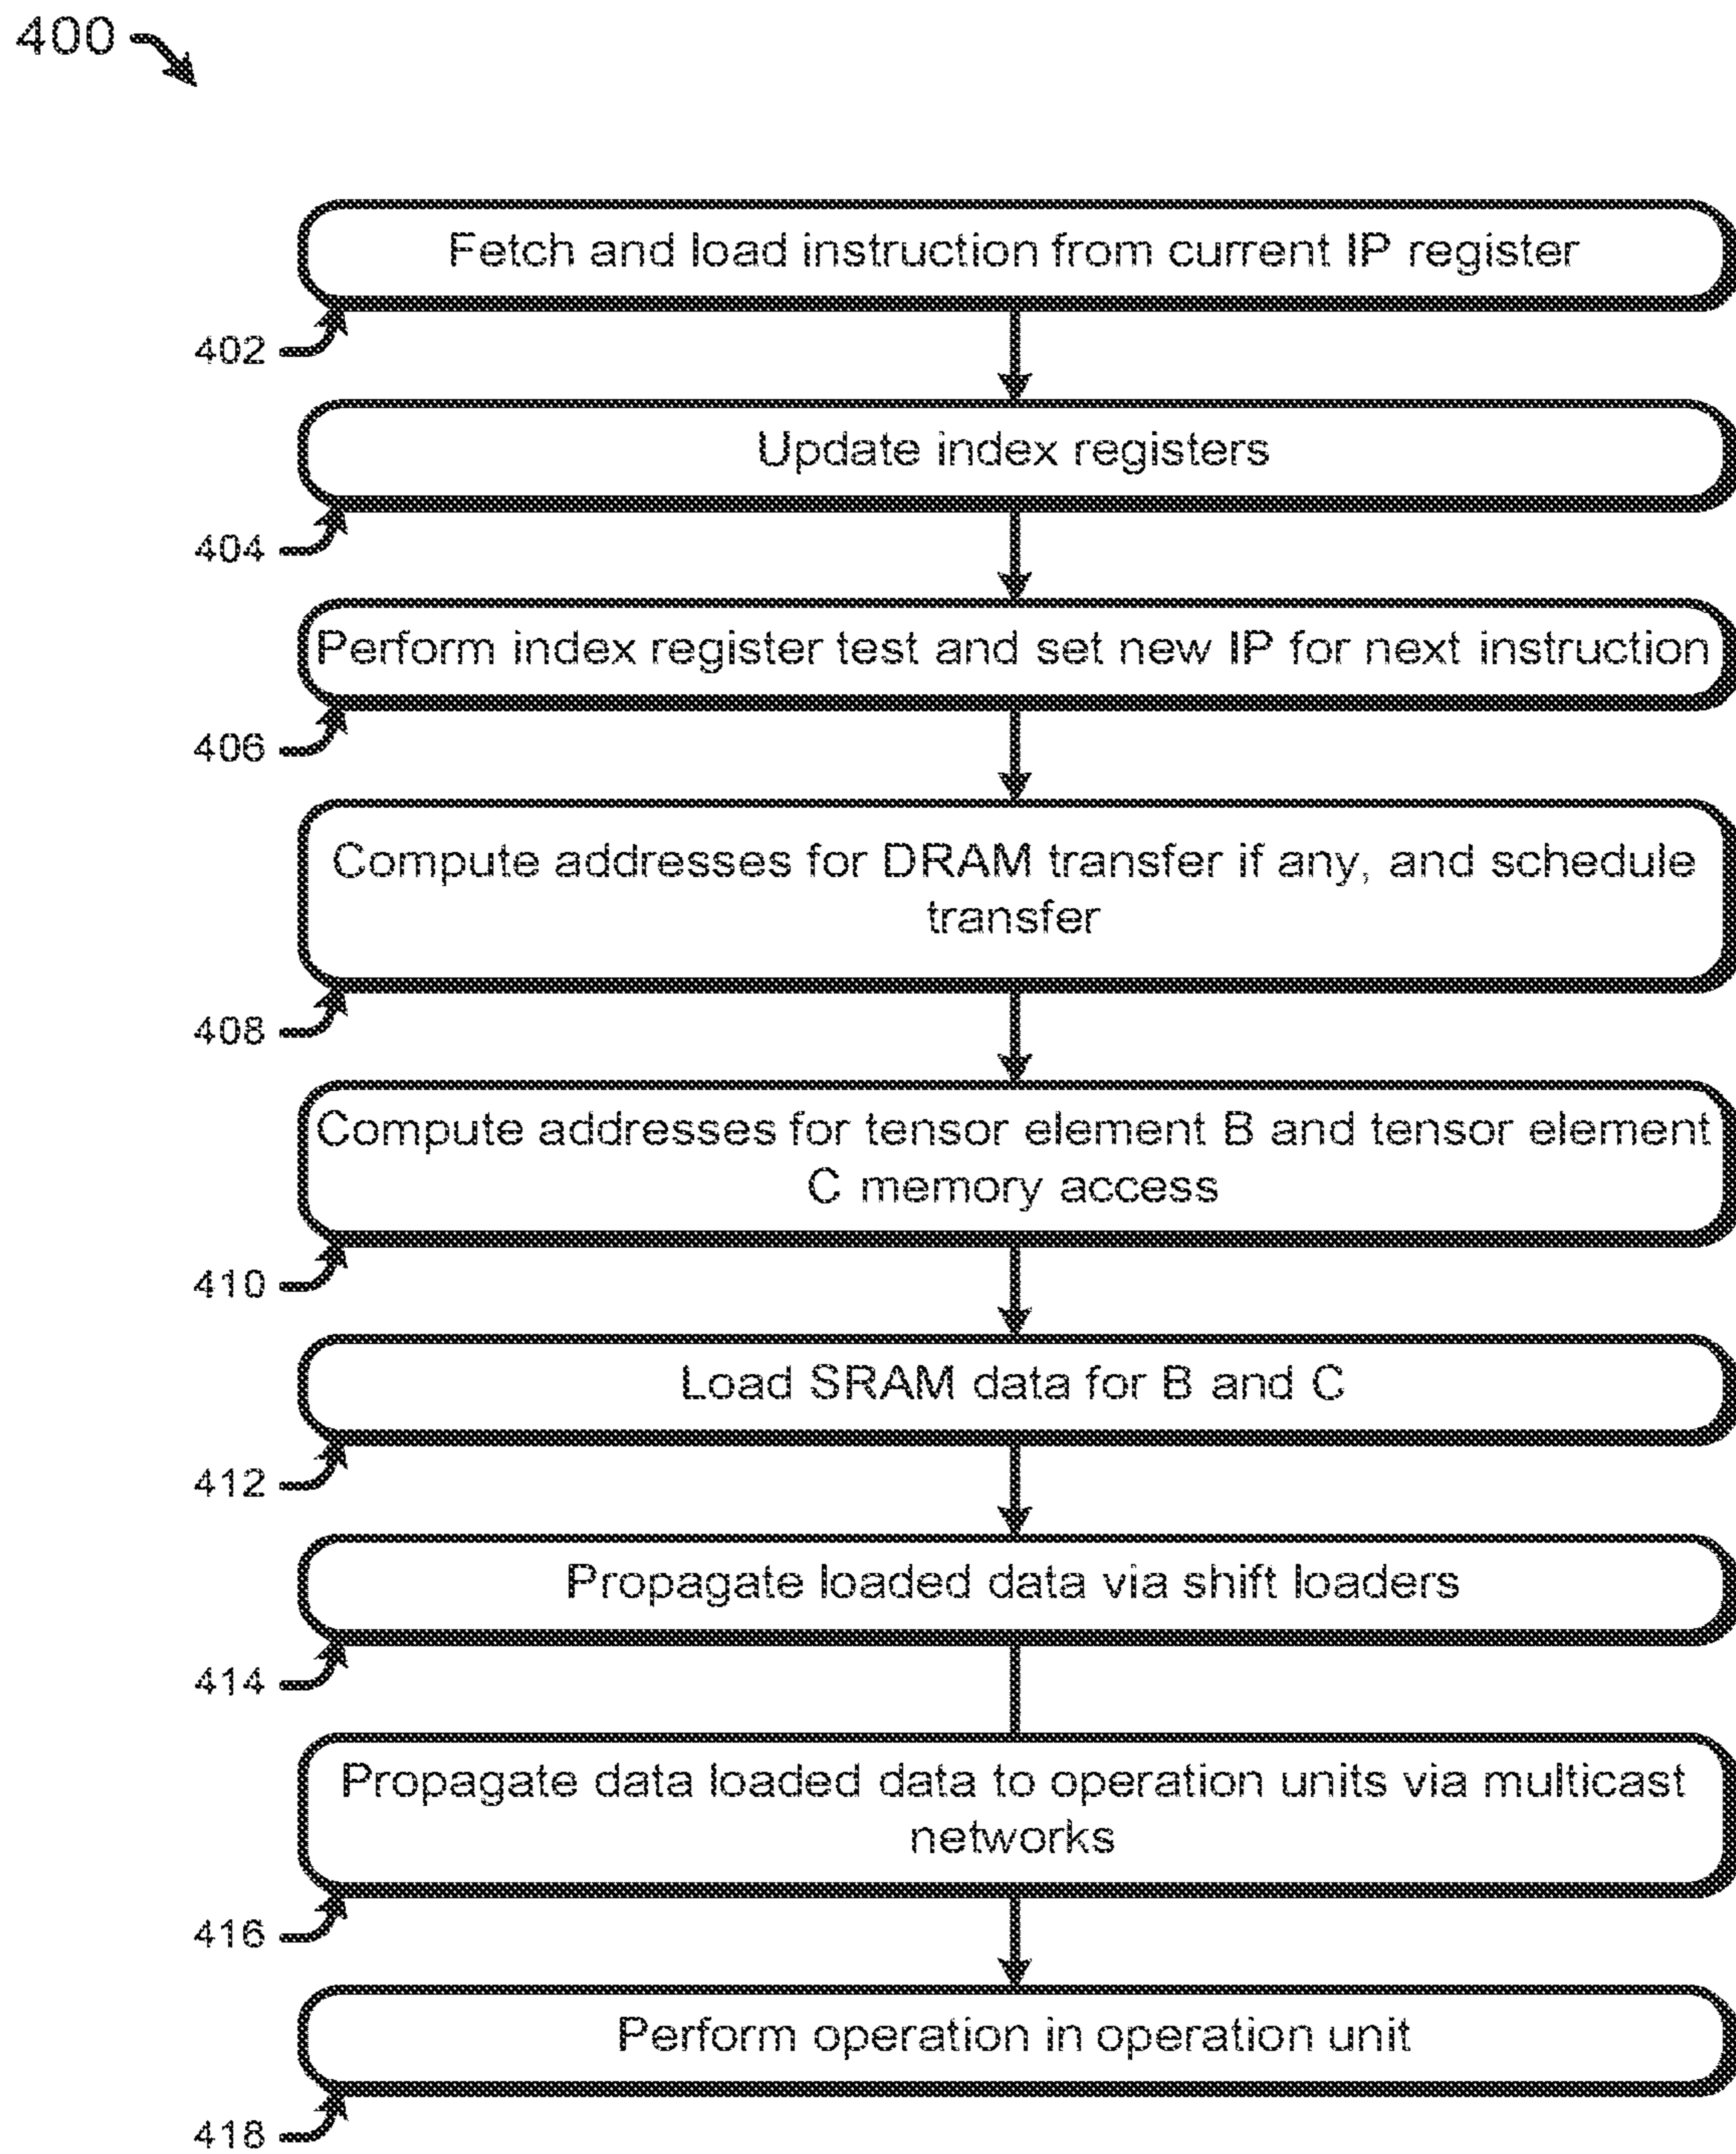 400
Fetch and load instruction from current IP register
402
Update index registers
404
Perform index register test and set new IP for next instruction
406
Compute addresses for DRAM transfer if any, and schedule
transfer
408
Compute addresses for tensor element B and tensor element
C memory access
410
Load SRAM data for B and C
412
Propagate loaded data via shift loaders
414
Propagate data loaded data to operation units via multicast
networks
416
Perform operation in operation unit
418